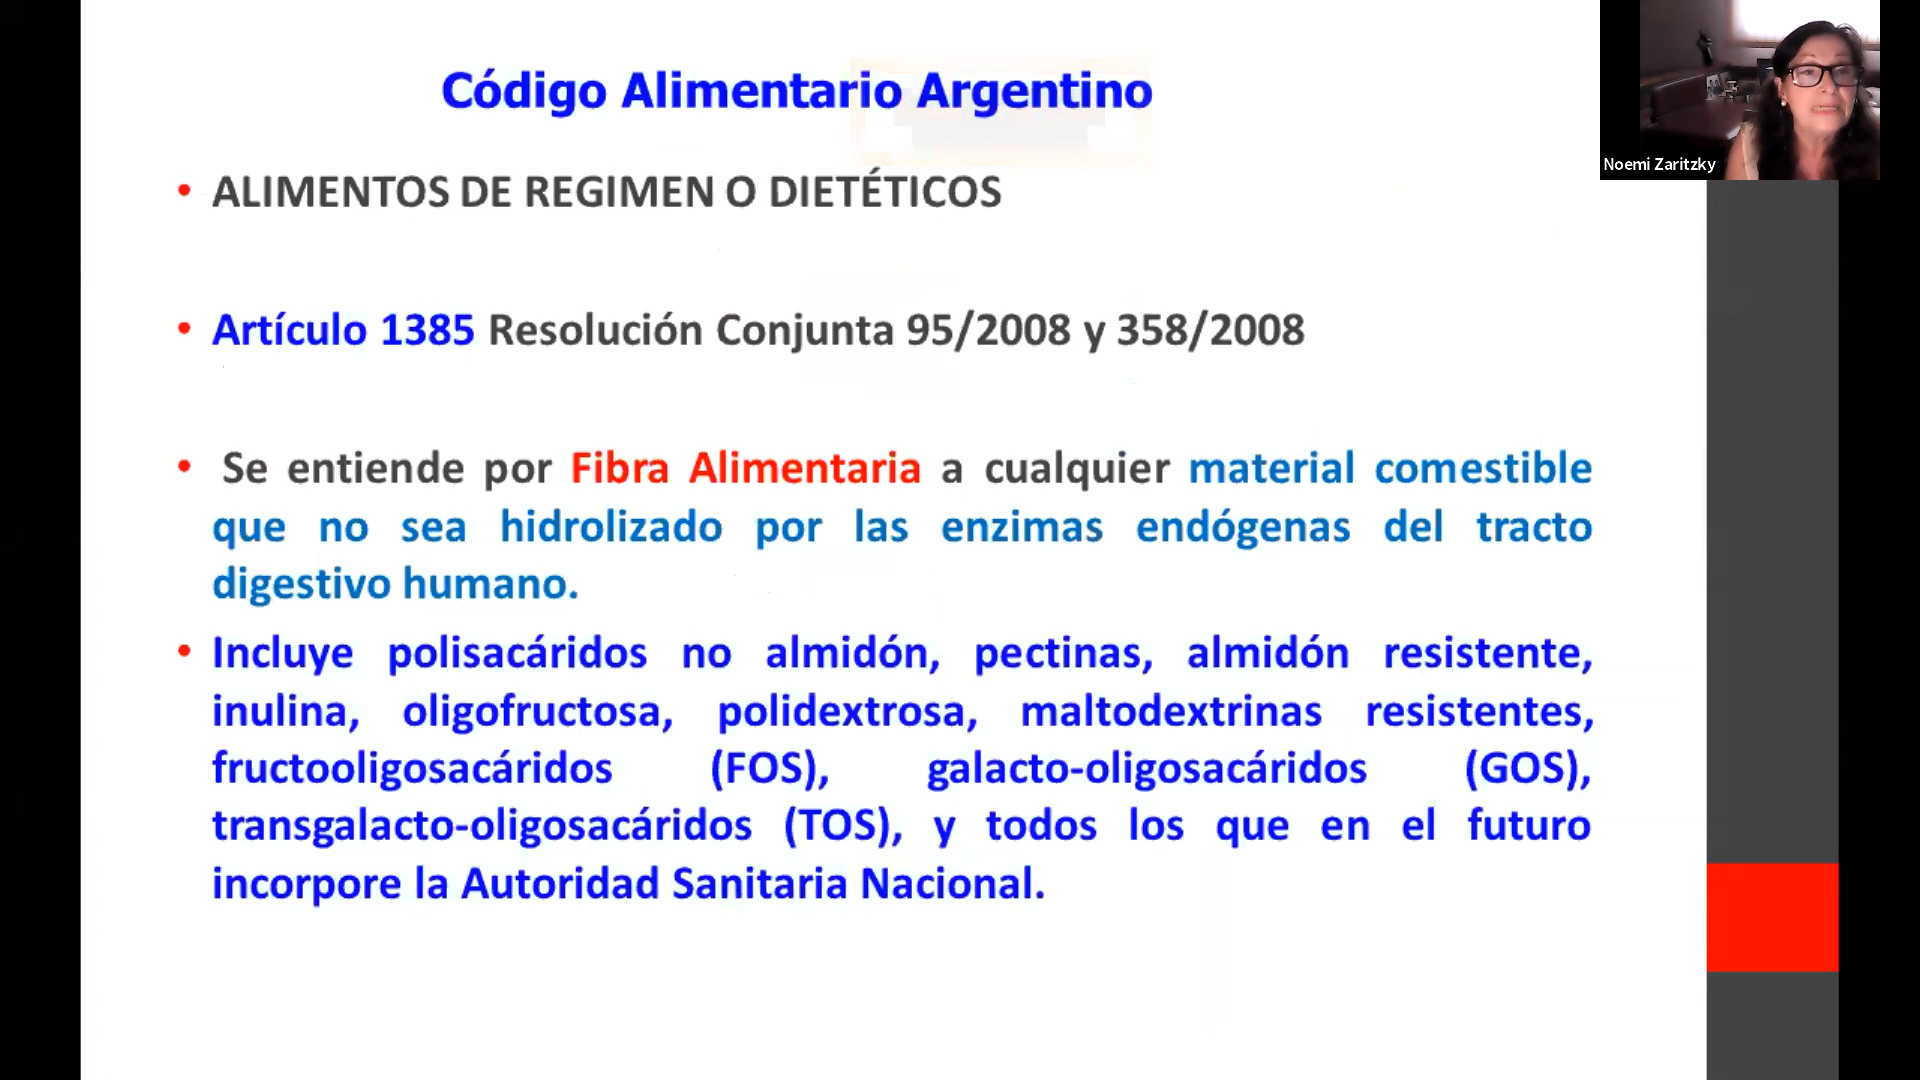 Código Alimentario Argentino
Noemi Zaritzky
• ALIMENTOS DE REGIMEN O DIETÉTICOS
• Artículo 1385 Resolución Conjunta 95/2008 y 358/2008
• Se entiende por Fibra Alimentaria a cualquier material comestible
que no sea hidrolizado por las enzimas endógenas del tracto
digestivo humano.
• Incluye polisacáridos no almidón, pectinas, almidón resistente,
inulina, oligofructosa, polidextrosa, maltodextrinas resistentes,
fructooligosacáridos (FOS), galacto-oligosacáridos (GOS),
transgalacto-oligosacáridos (TOS), y todos los que en el futuro
incorpore la Autoridad Sanitaria Nacional.